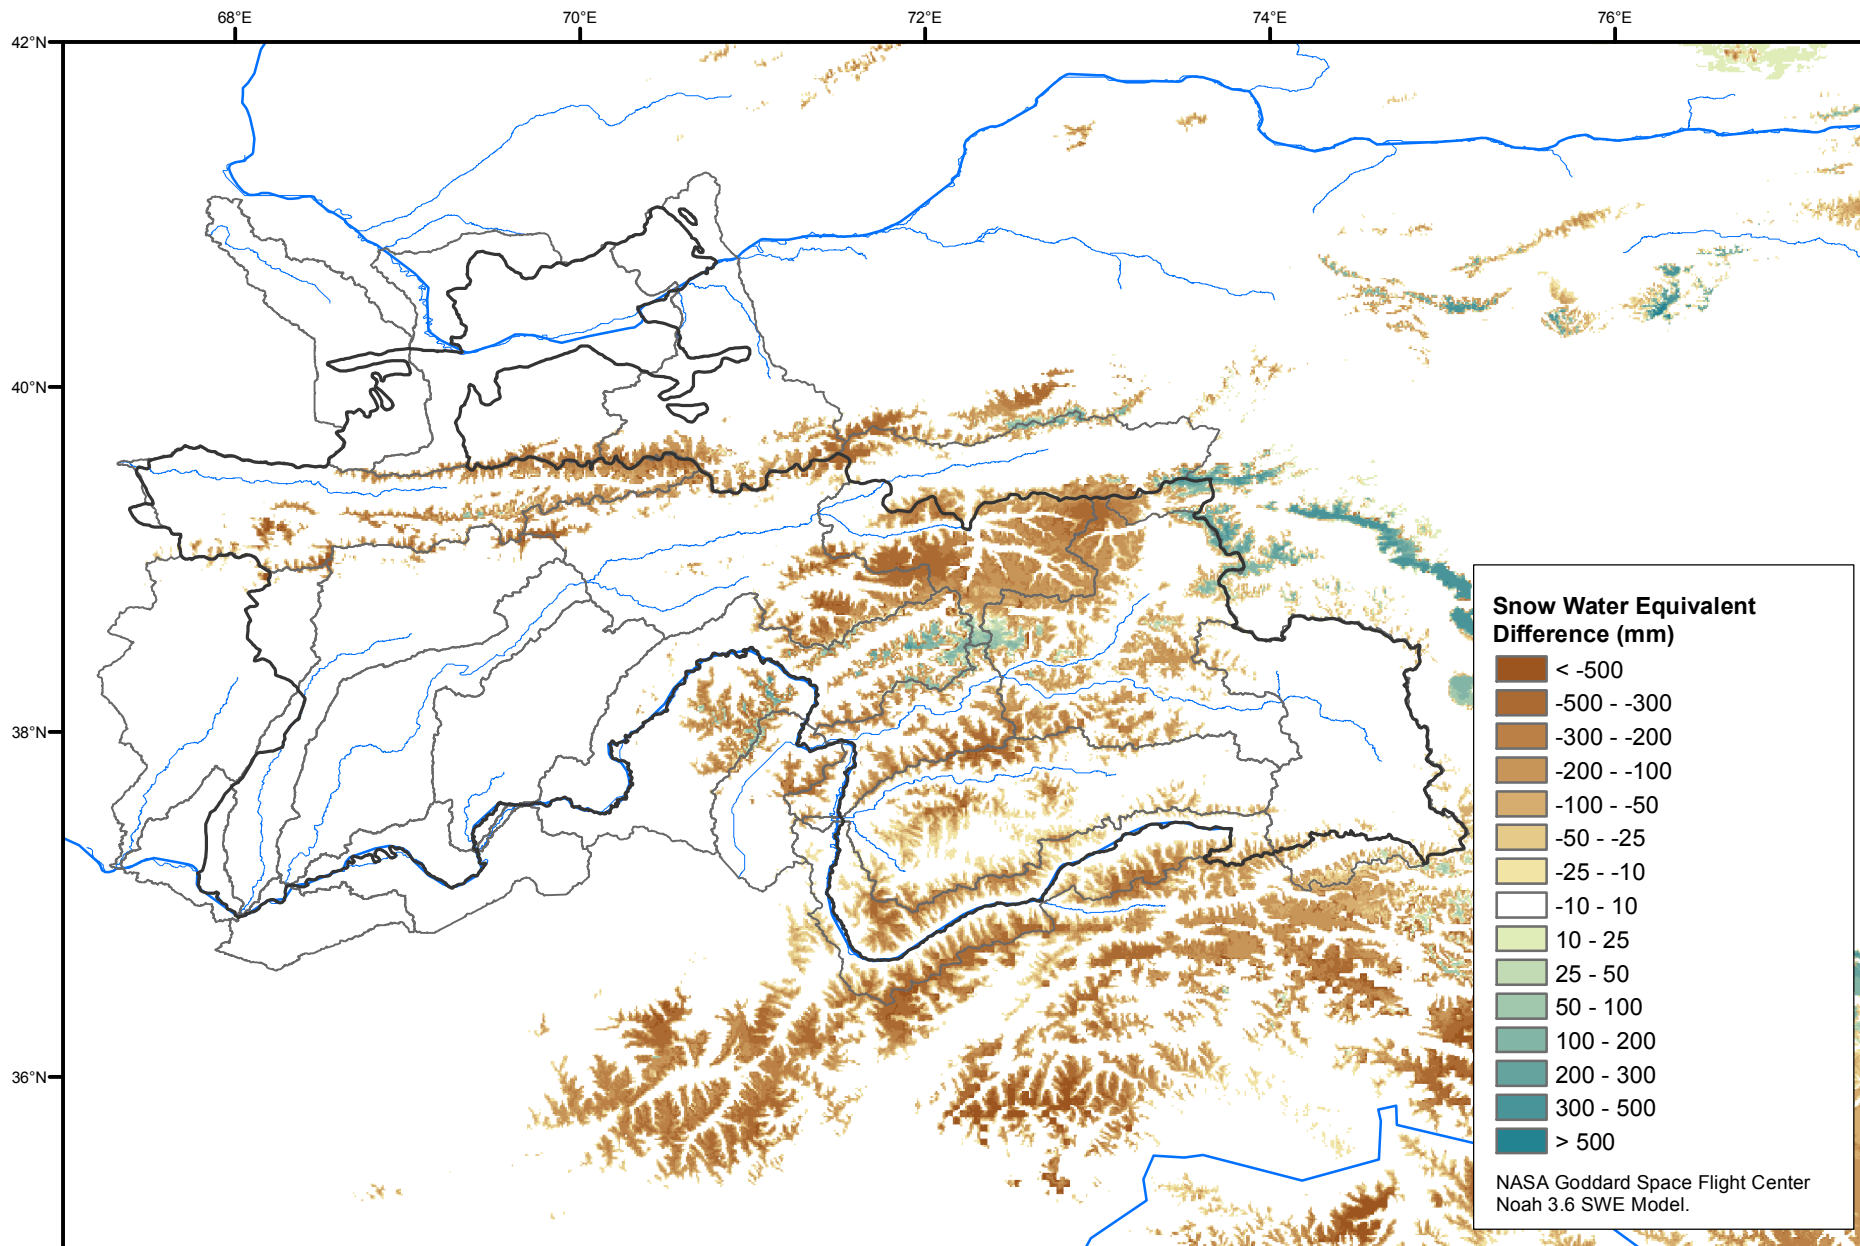 68°E
70°E
72°E
74°E
76°E
42°N
40°N
38°N
36°N
Snow Water Equivalent
Difference (mm)
< -500
-500 - -300
-300 - -200
-200 - -100
-100 - -50
-50 - -25
-25 - -10
-10 - 10
10 - 25
25 - 50
50 - 100
100 - 200
200 - 300
300 - 500
> 500
NASA Goddard Space Flight Center
Noah 3.6 SWE Model.